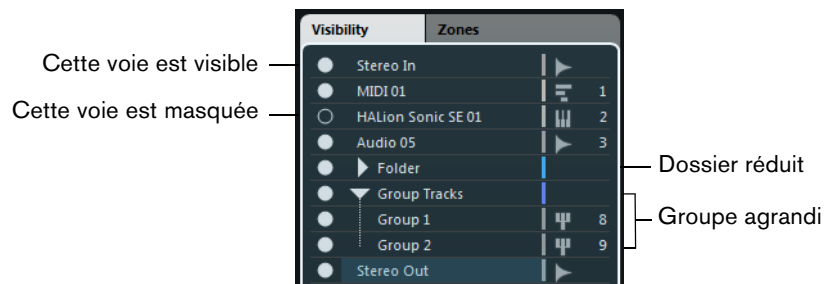 Visibility Zones
Cette voie est visible
Stereo In
MIDI 01 1
Cette voie est masquée
HALion Sonic SE 01 2
Audio 05 3
Folder
Dossier réduit
Group Tracks
Group 1 8
Groupe agrandi
Group 2 9
Stereo Out